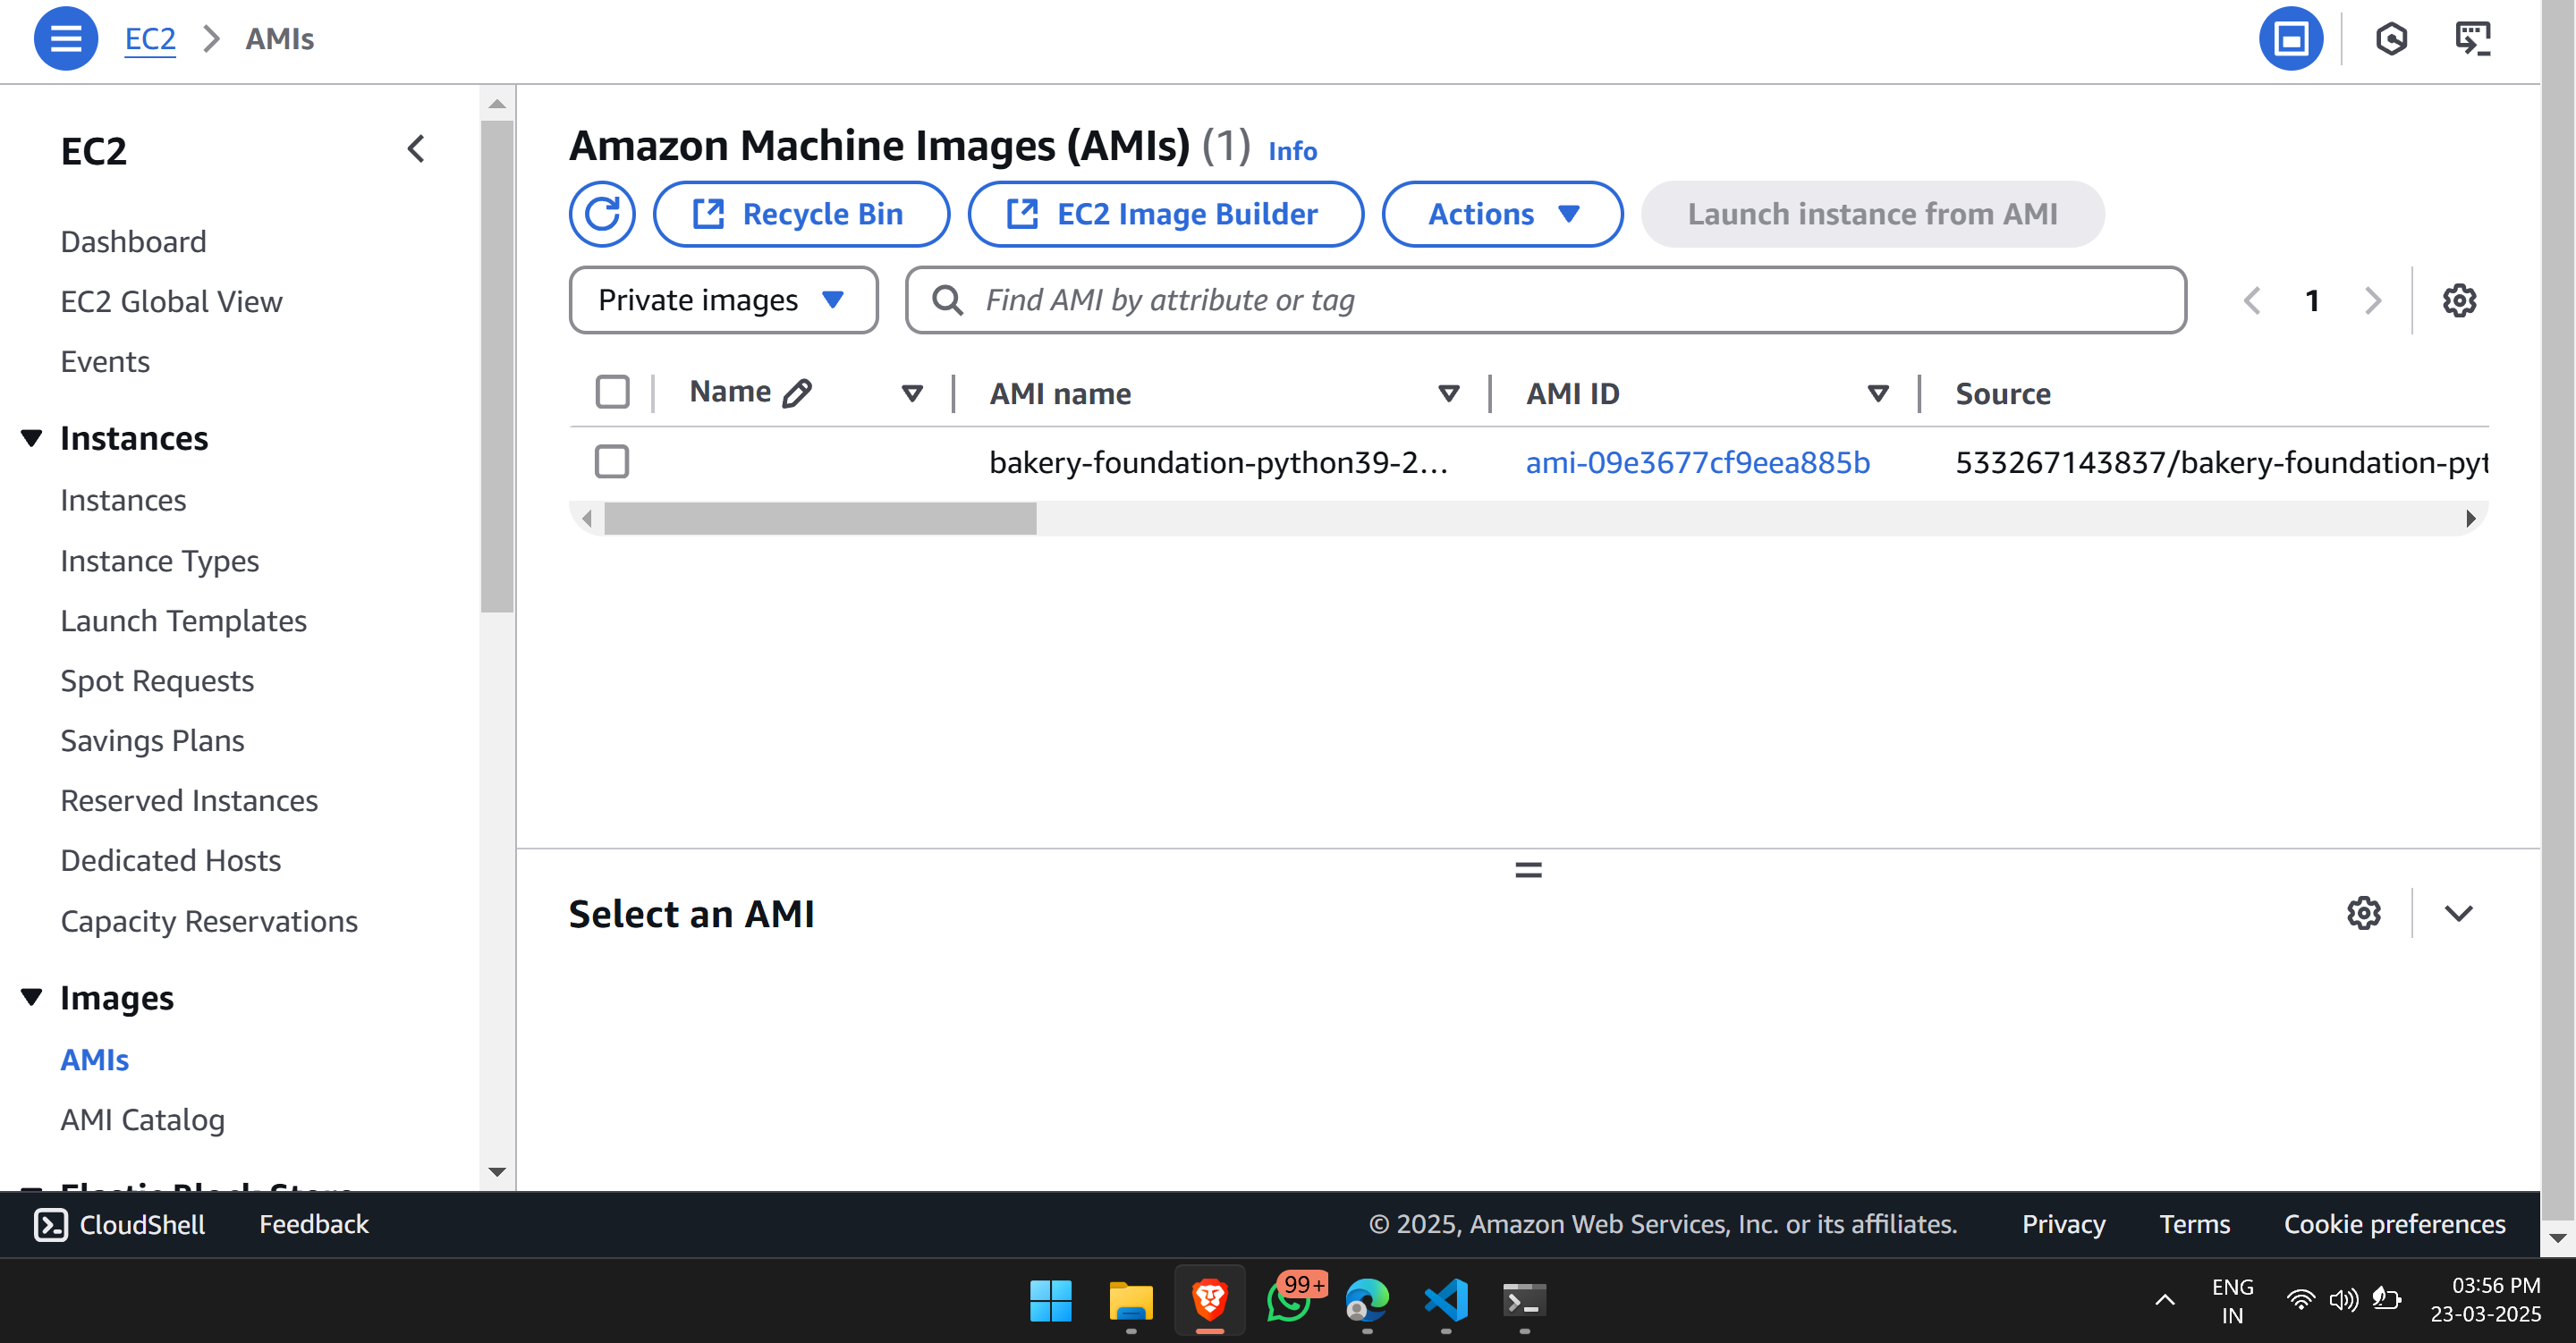 EC2 > AMIs
EC2
Dashboard
EC2 Global View
Events
Instances
Instances
Instance Types
Launch Templates
Spot Requests
Savings Plans
Reserved Instances
Dedicated Hosts
Capacity Reservations
Images
AMIs
AMI Catalog
Elastic Block Store
Amazon Machine Images (AMIs) (1) Info
Recycle Bin EC2 Image Builder Actions Launch instance from AMI
Private images Find AMI by attribute or tag 1
Name AMI name AMI ID Source
bakery-foundation-python39-2... ami-09e3677cf9eea885b 533267143837/bakery-foundation-pyt
Select an AMI
CloudShell Feedback © 2025, Amazon Web Services, Inc. or its affiliates. Privacy Terms Cookie preferences
99+
ENG
IN
03:56 PM
23-03-2025